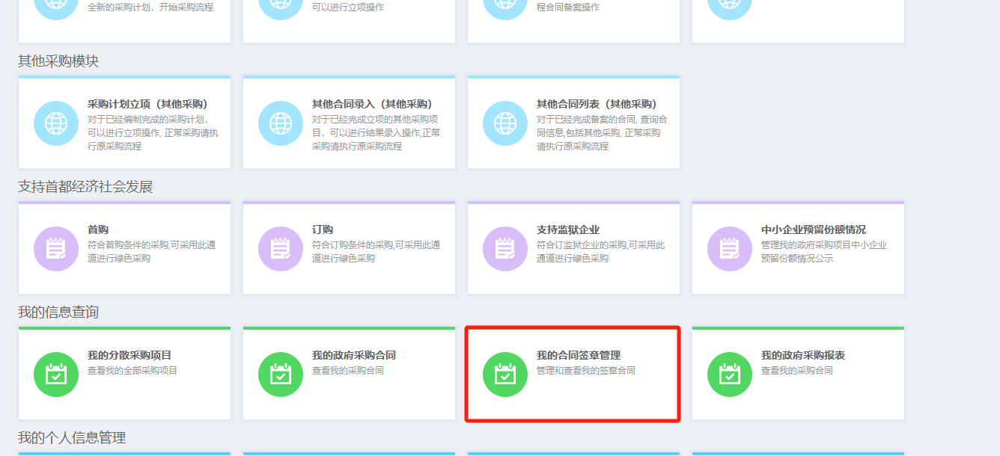 全新的采购计划，开始采购流程
可以进行立项操作
程合同备案操作
其他采购模块
采购计划立项（其他采购）
对于已经编制完成的采购计划，
可以进行立项操作, 正常采购请执
行原采购流程
其他合同录入（其他采购）
对于已经完成立项的其他采购项
目，可以进行结果录入操作,正常
采购请执行原采购流程
其他合同列表（其他采购）
对于已经完成备案的合同, 查询合
同信息,包括其他采购, 正常采购
请执行原采购流程
支持首都经济社会发展
首购
符合首购条件的采购,可采用此通
道进行绿色采购
订购
符合订购条件的采购,可采用此通
道进行绿色采购
支持监狱企业
符合订监狱企业的采购,可采用此
通道进行绿色采购
中小企业预留份额情况
管理我的政府采购项目中小企业
预留份额情况公示
我的信息查询
我的分散采购项目
查看我的全部采购项目
我的政府采购合同
查看我的采购合同
我的合同签章管理
管理和查看我的签章合同
我的政府采购报表
查看我的采购合同
我的个人信息管理